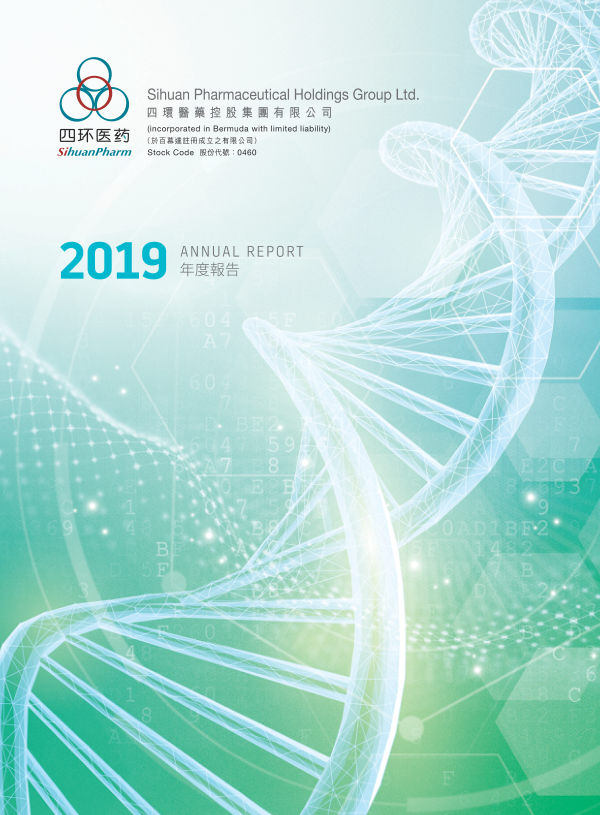 四环医药
SihuanPharm
Sihuan Pharmaceutical Holdings Group Ltd.
四環醫藥控股集團有限公司
(incorporated in Bermuda with limited liability)
(於百慕達註冊成立之有限公司)
Stock Code 股份代號：0460
2019
ANNUAL REPORT
年度報告